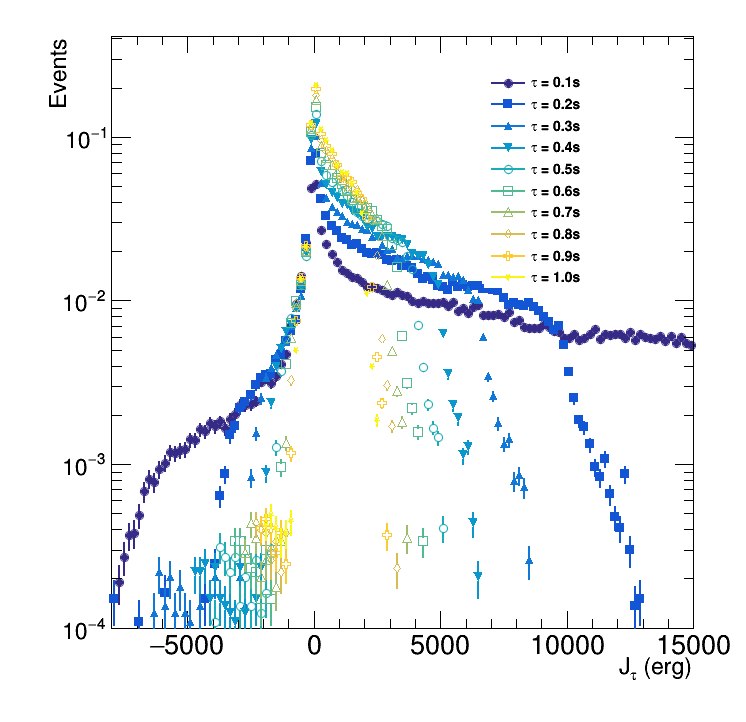 Events
10⁻¹
10⁻²
10⁻³
10⁻⁴
τ = 0.1s
τ = 0.2s
τ = 0.3s
τ = 0.4s
τ = 0.5s
τ = 0.6s
τ = 0.7s
τ = 0.8s
τ = 0.9s
τ = 1.0s
−5000 0 5000 10000 15000
J_τ (erg)